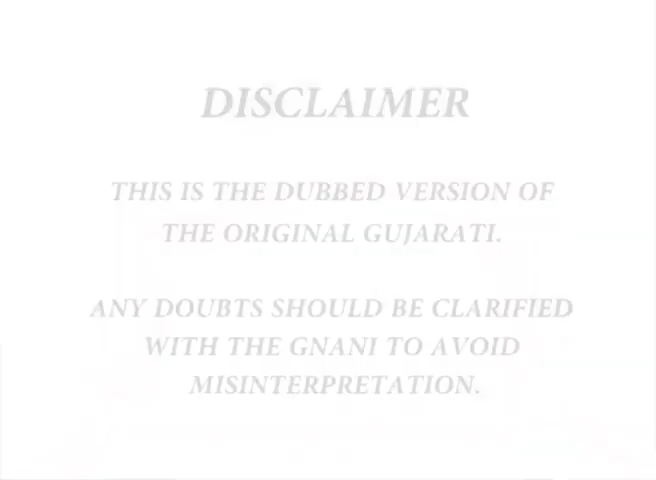 DISCLAIMER
THIS IS THE DUBBED VERSION OF
THE ORIGINAL GUJARATI.
ANY DOUBTS SHOULD BE CLARIFIED
WITH THE GNANI TO AVOID
MISINTERPRETATION.